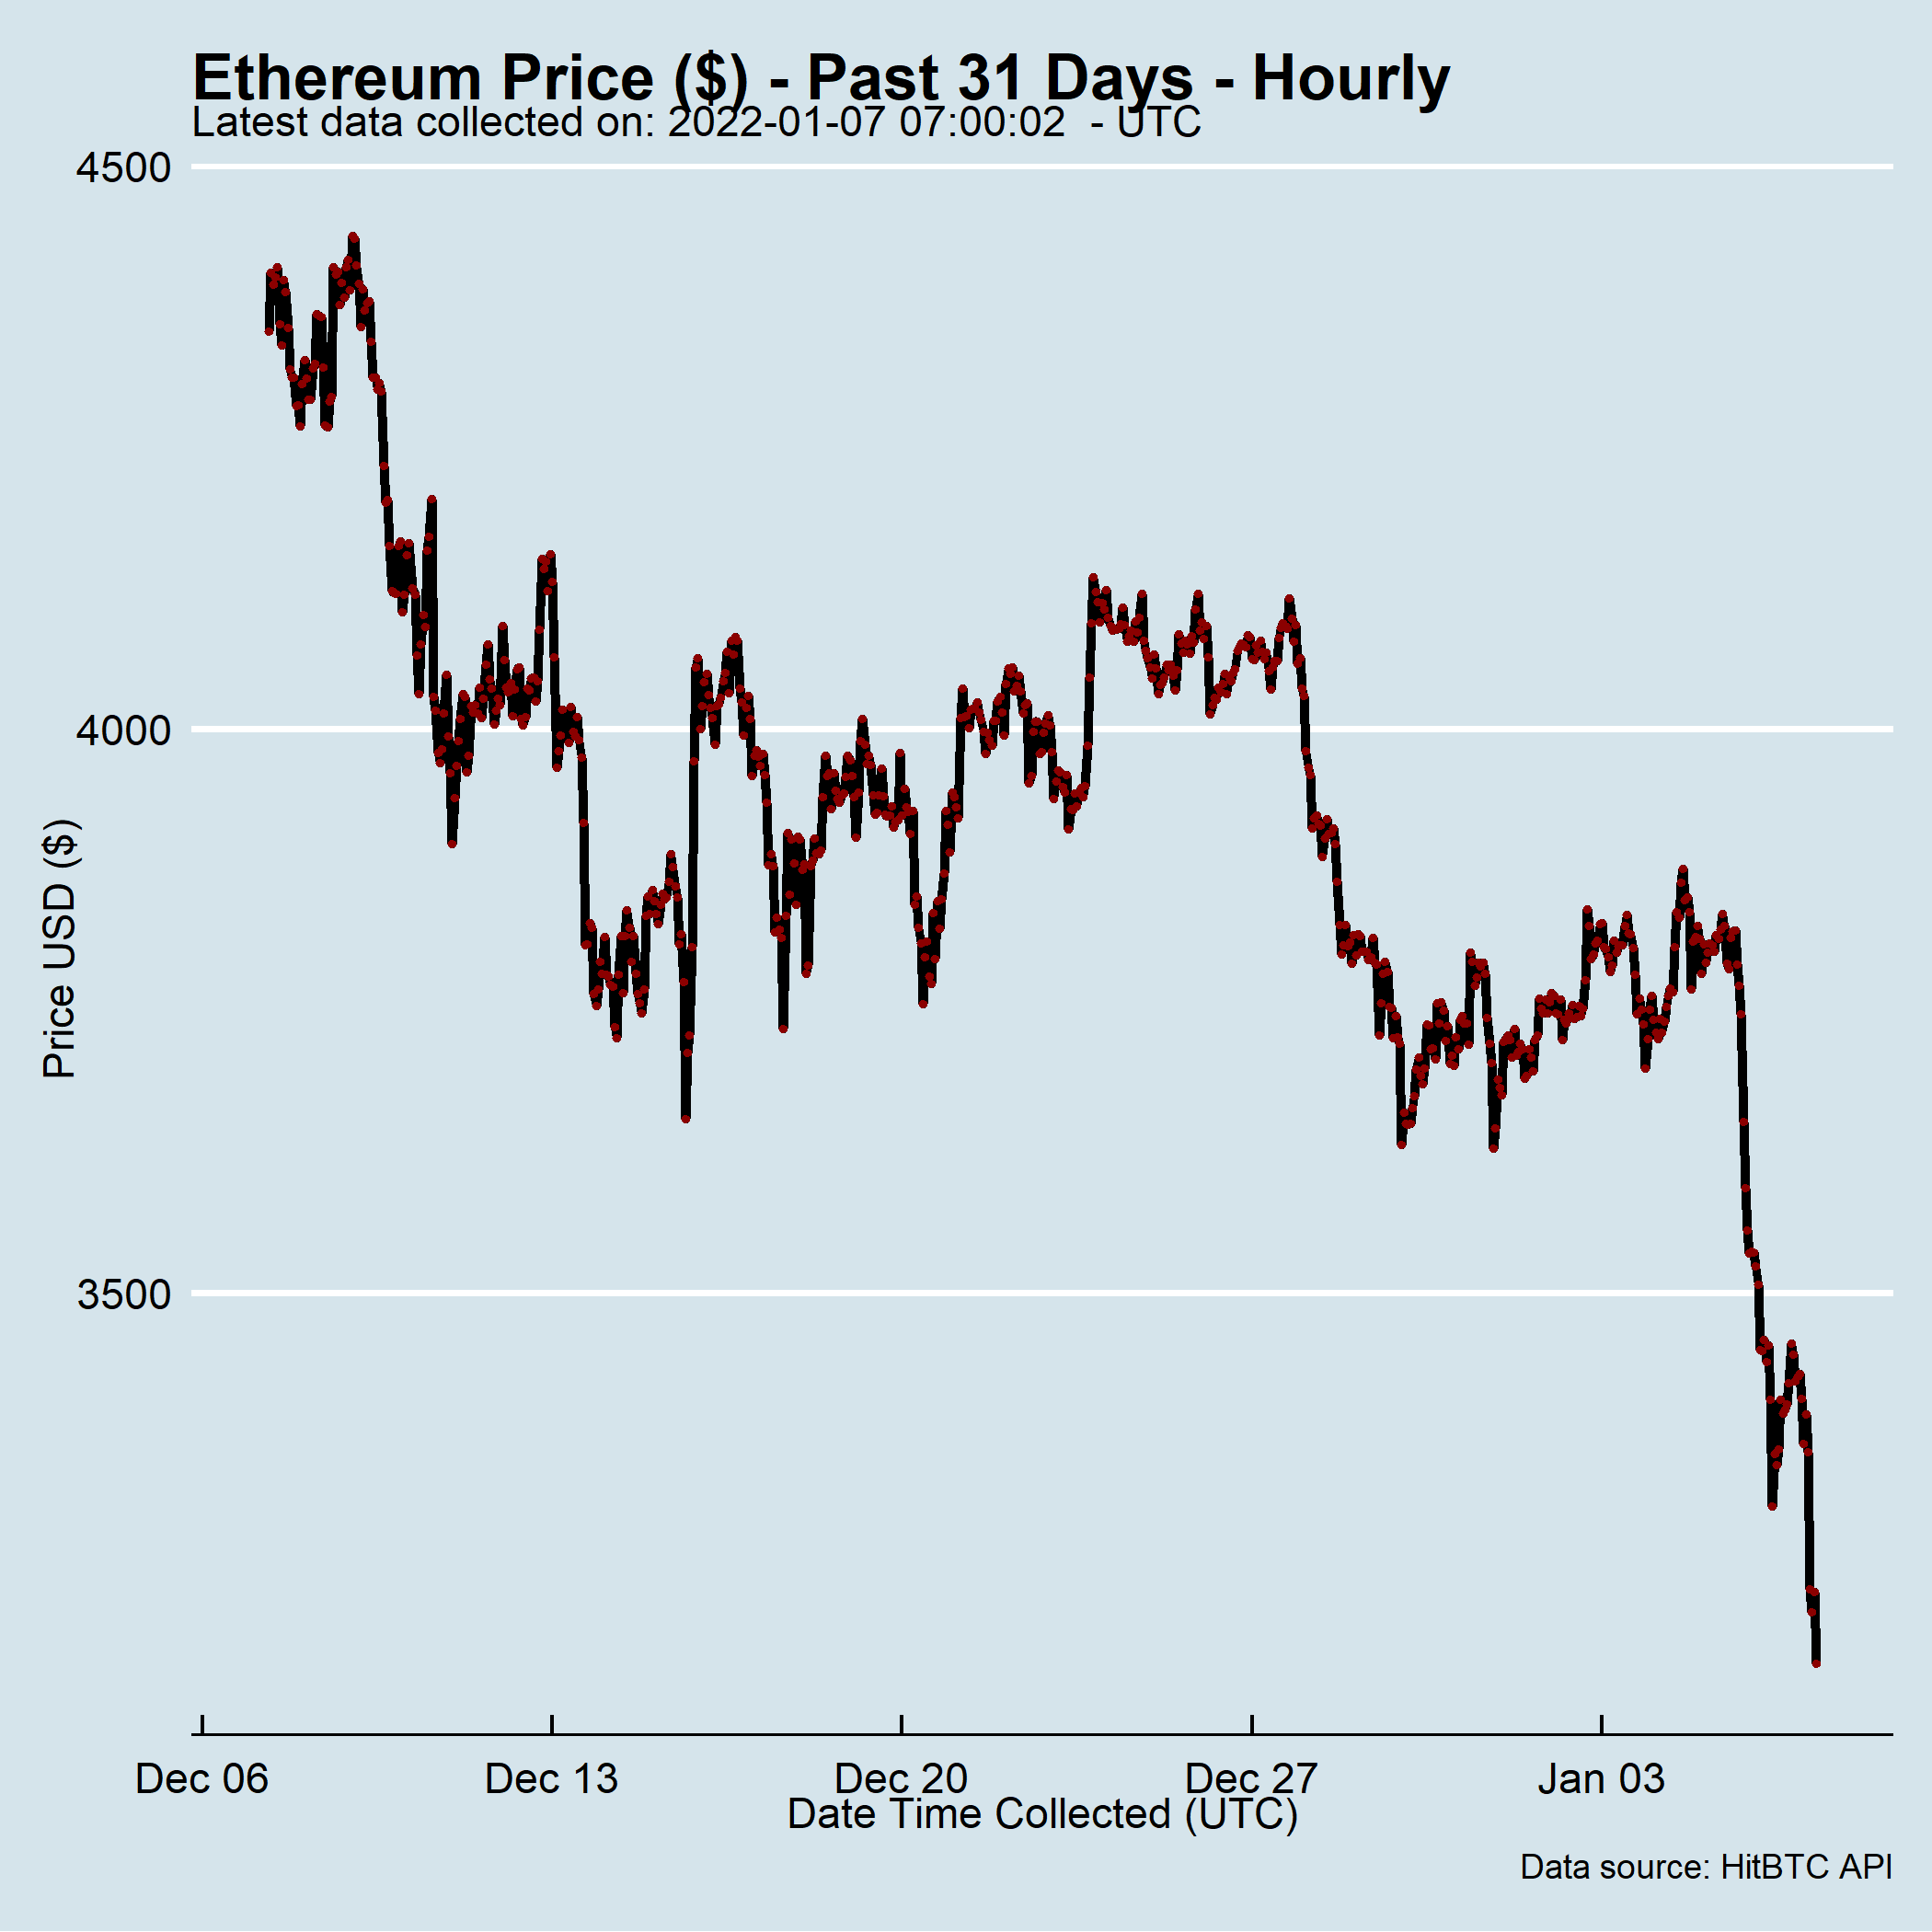 Ethereum Price ($) - Past 31 Days - Hourly
Latest data collected on: 2022-01-07 07:00:02  - UTC
4500
4000
3500
Price USD ($)
Dec 06 Dec 13 Dec 20 Dec 27 Jan 03
Date Time Collected (UTC)
Data source: HitBTC API